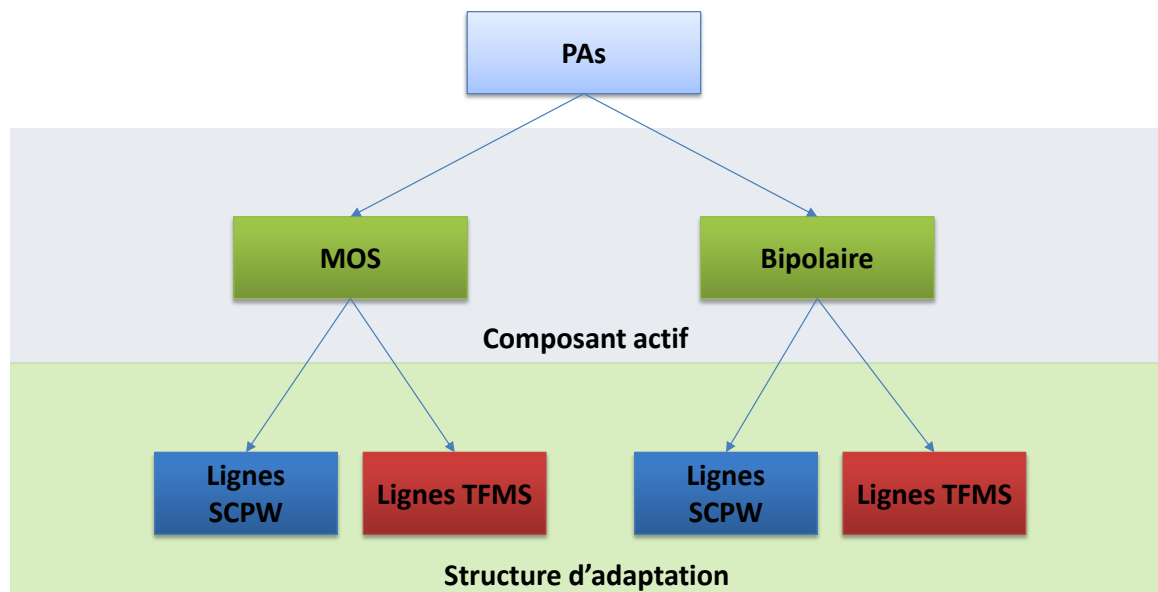 PAs
MOS
Bipolaire
Composant actif
Lignes
SCPW
Lignes TFMS
Lignes
SCPW
Lignes TFMS
Structure d’adaptation